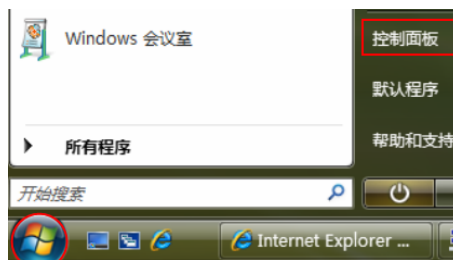 Windows 会议室
控制面板
默认程序
所有程序
帮助和支持
开始搜索
Internet Explorer ...